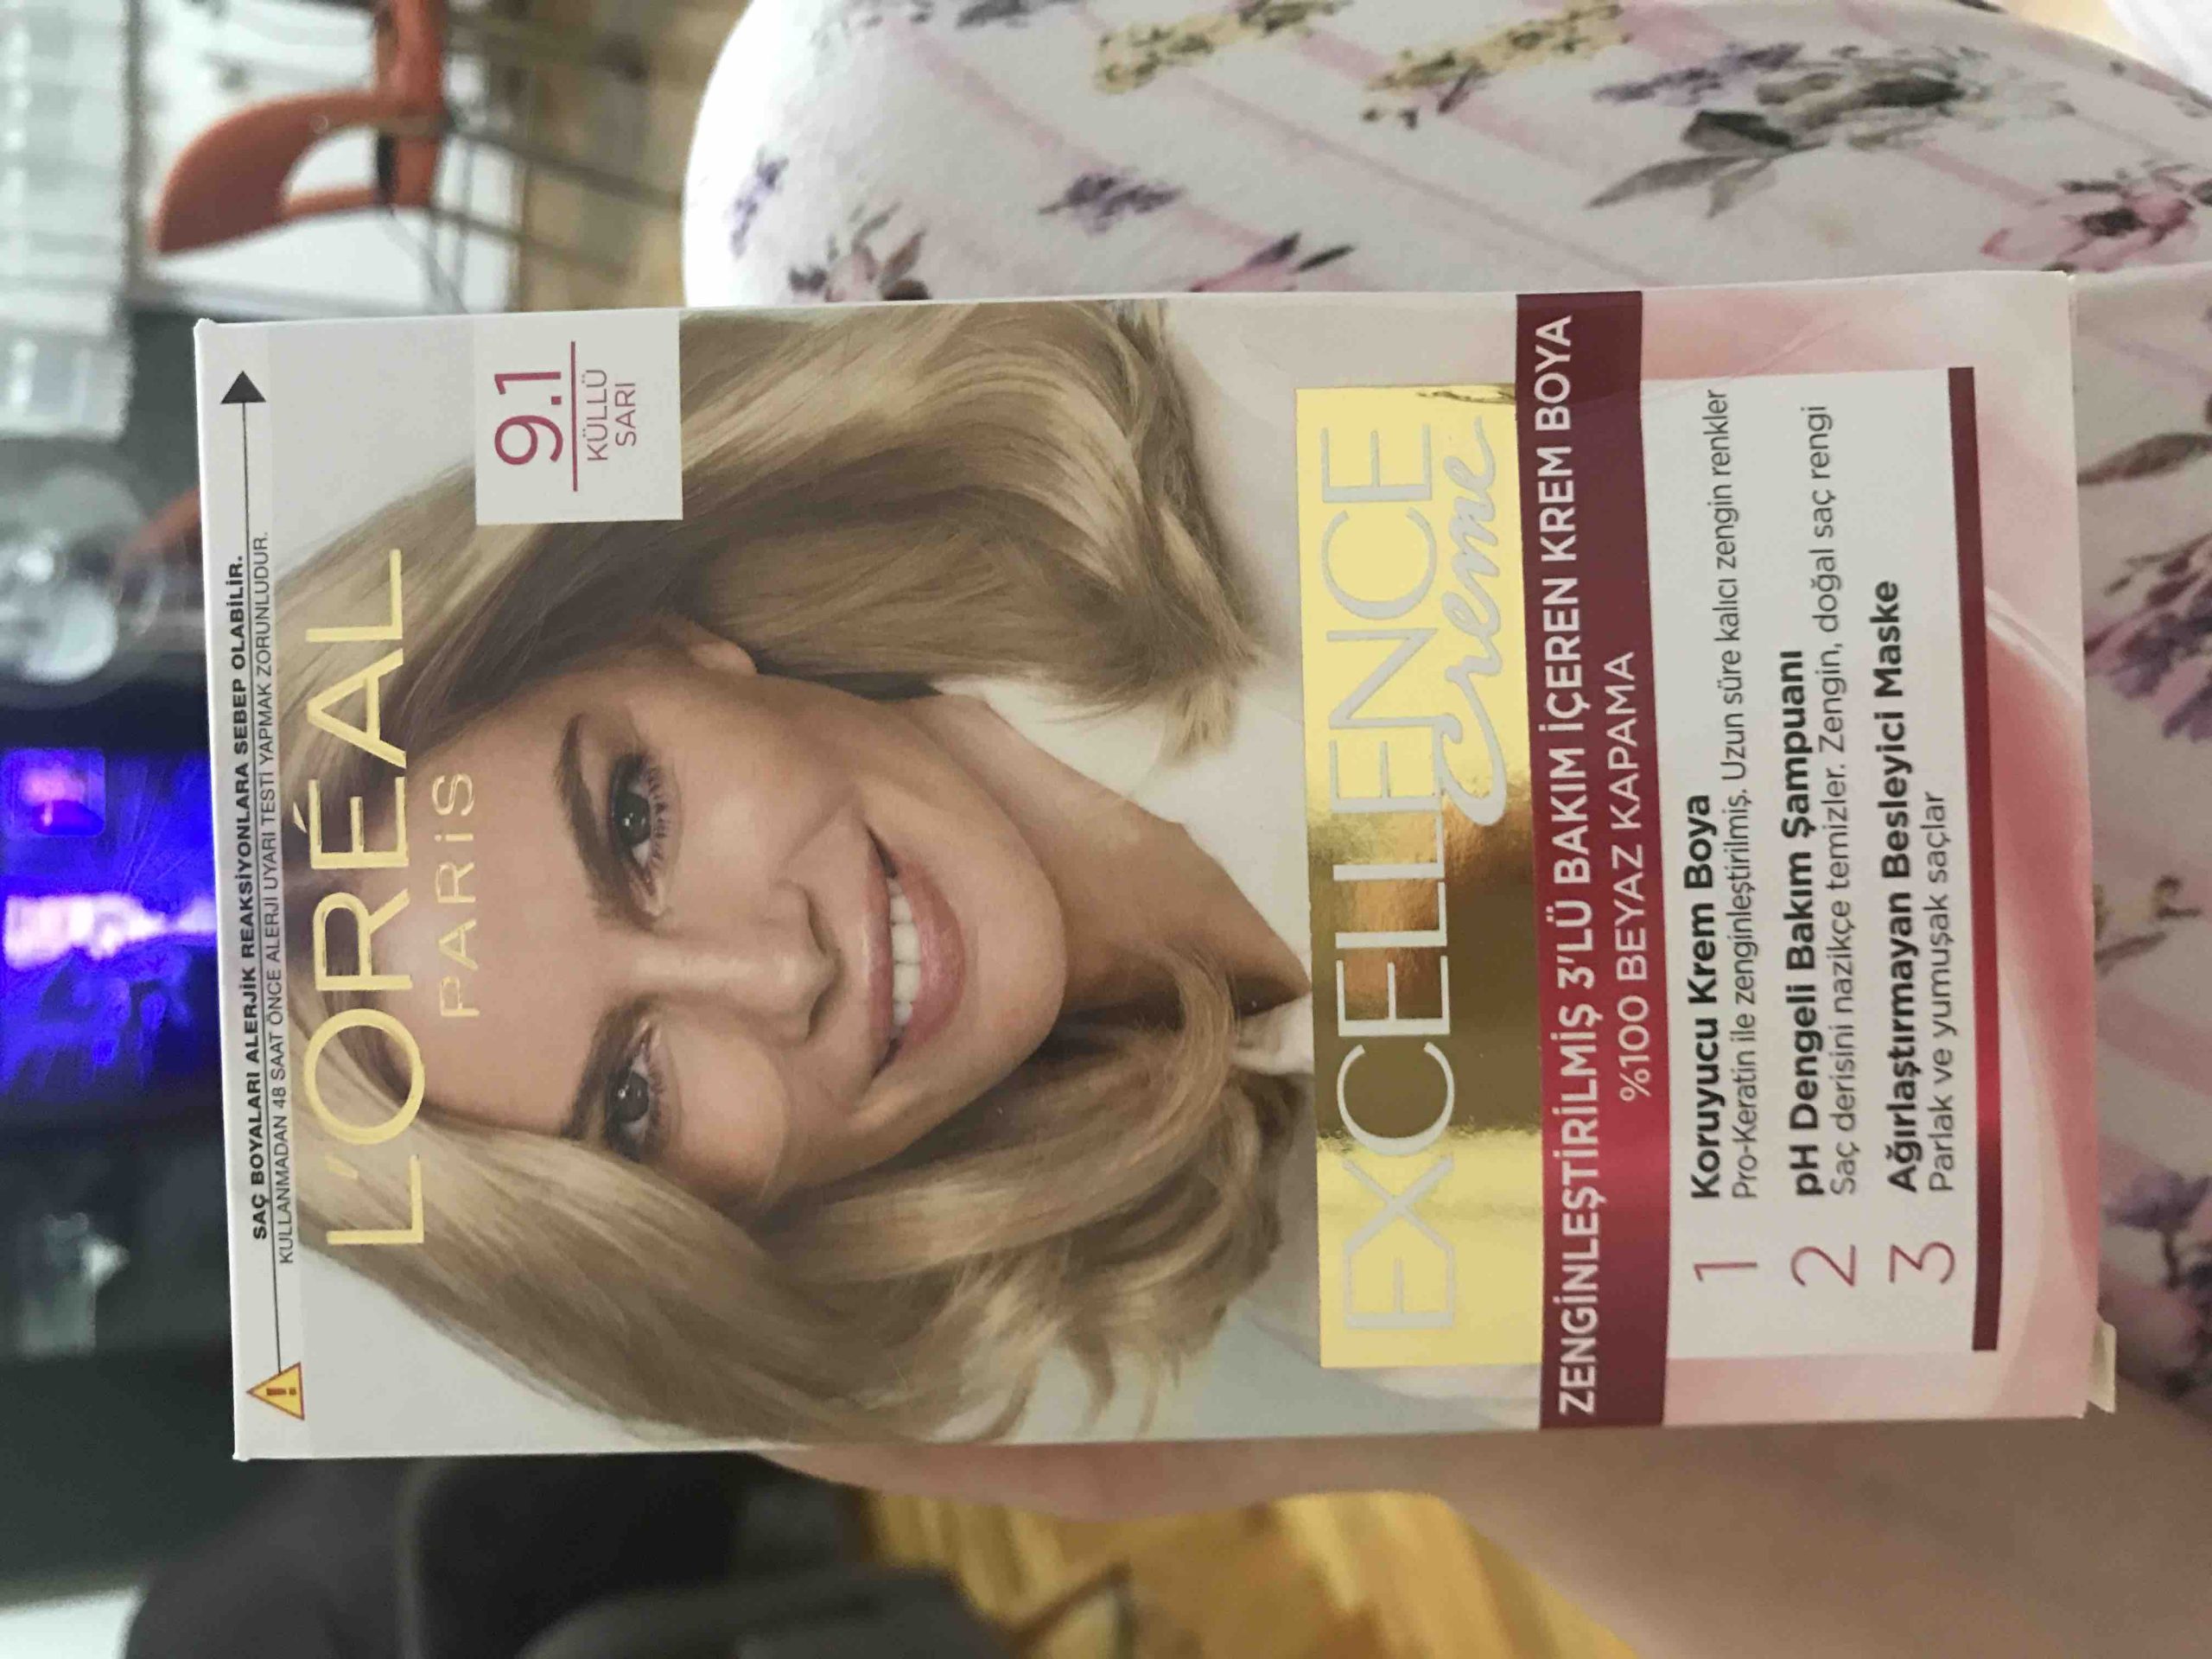 SAÇ BOYALARI ALERJİK REAKSİYONLARA SEBEP OLABİLİR.
KULLANMADAN 48 SAAT ÖNCE ALERJİ UYARI TESTİ YAPMAK ZORUNLUDUR.
L'ORÉAL
PARİS
9.1
KÜLLÜ
SARI
EXCELLENCE
Creme
ZENGİNLEŞTİRİLMİŞ 3'LÜ BAKIM İÇEREN KREM BOYA
%100 BEYAZ KAPAMA
1 Koruyucu Krem Boya
Pro-Keratin ile zenginleştirilmiş. Uzun süre kalıcı zengin renkler
2 pH Dengeli Bakım Şampuanı
Saç derisini nazikçe temizler. Zengin, doğal saç rengi
3 Ağırlaştırmayan Besleyici Maske
Parlak ve yumuşak saçlar